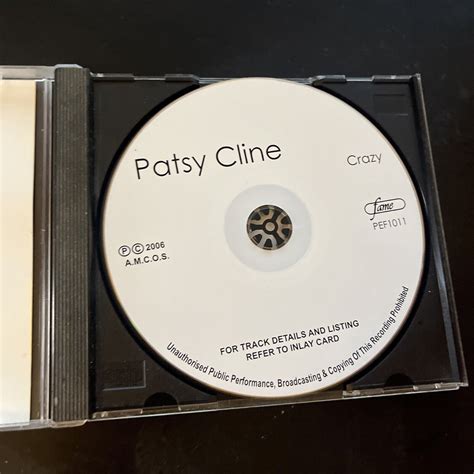 Patsy Cline
Crazy
fame
PEF1011
Ⓟ Ⓒ 2006
A.M.C.O.S.
FOR TRACK DETAILS AND LISTING
REFER TO INLAY CARD
Unauthorised Public Performance, Broadcasting & Copying Of This Recording Prohibited